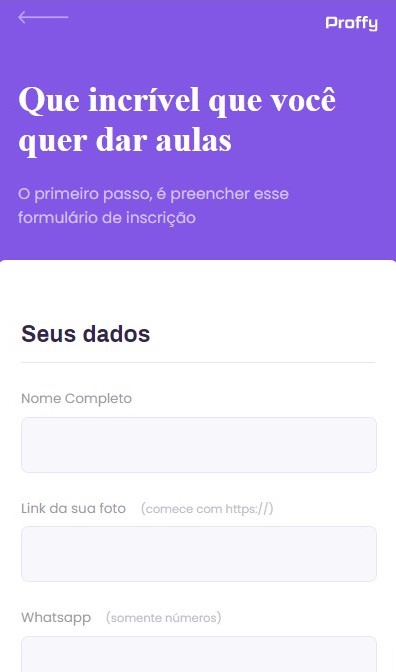 Proffy
Que incrível que você
quer dar aulas
O primeiro passo, é preencher esse
formulário de inscrição
Seus dados
Nome Completo
Link da sua foto (comece com https://)
Whatsapp (somente números)